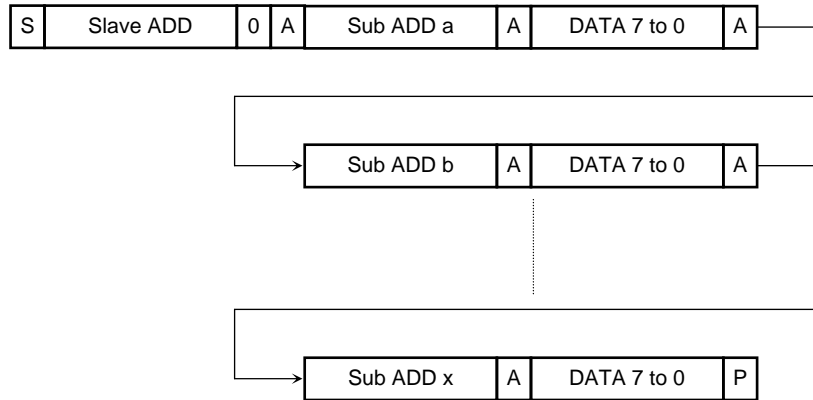 S Slave ADD 0 A Sub ADD a A DATA 7 to 0 A
Sub ADD b A DATA 7 to 0 A
Sub ADD x A DATA 7 to 0 P